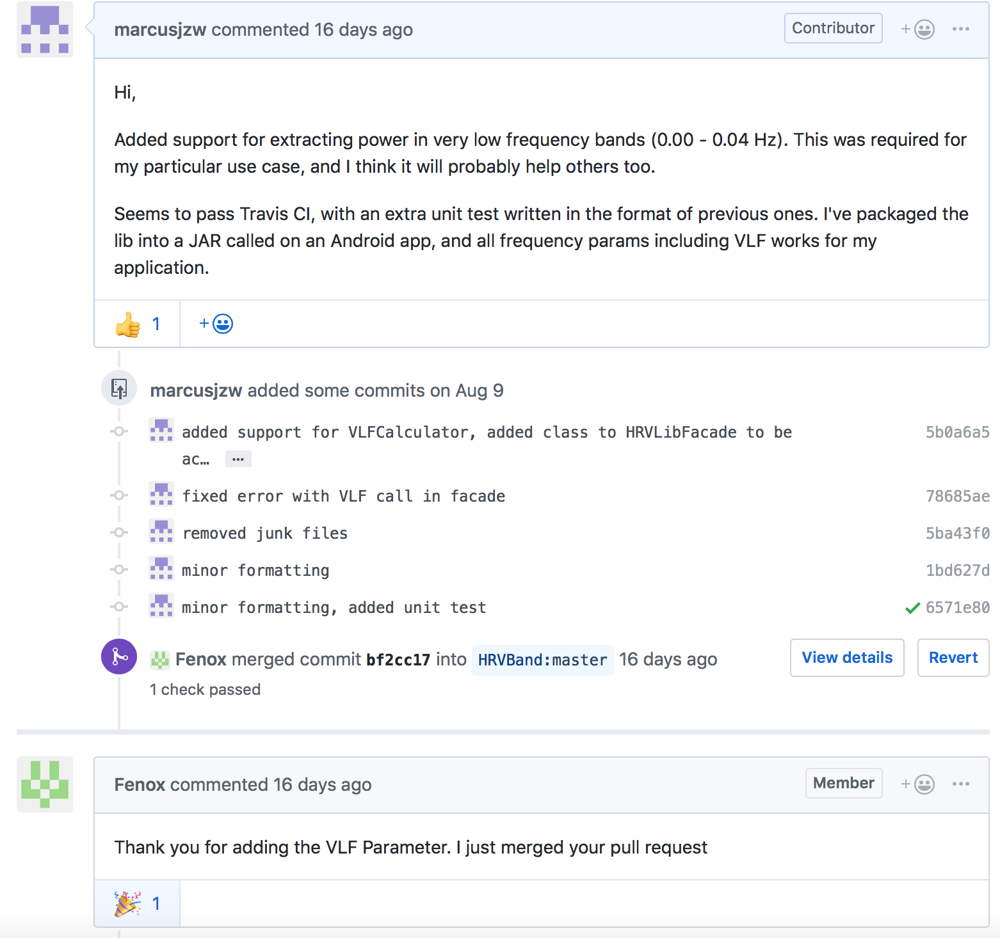 marcusjzw commented 16 days ago
Contributor
Hi,
Added support for extracting power in very low frequency bands (0.00 - 0.04 Hz). This was required for
my particular use case, and I think it will probably help others too.
Seems to pass Travis CI, with an extra unit test written in the format of previous ones. I've packaged the
lib into a JAR called on an Android app, and all frequency params including VLF works for my
application.
1
marcusjzw added some commits on Aug 9
added support for VLFCalculator, added class to HRVLibFacade to be
ac… …
5b0a6a5
fixed error with VLF call in facade
78685ae
removed junk files
5ba43f0
minor formatting
1bd627d
minor formatting, added unit test
6571e80
Fenox merged commit bf2cc17 into HRVBand:master 16 days ago
View details
Revert
1 check passed
Fenox commented 16 days ago
Member
Thank you for adding the VLF Parameter. I just merged your pull request
1